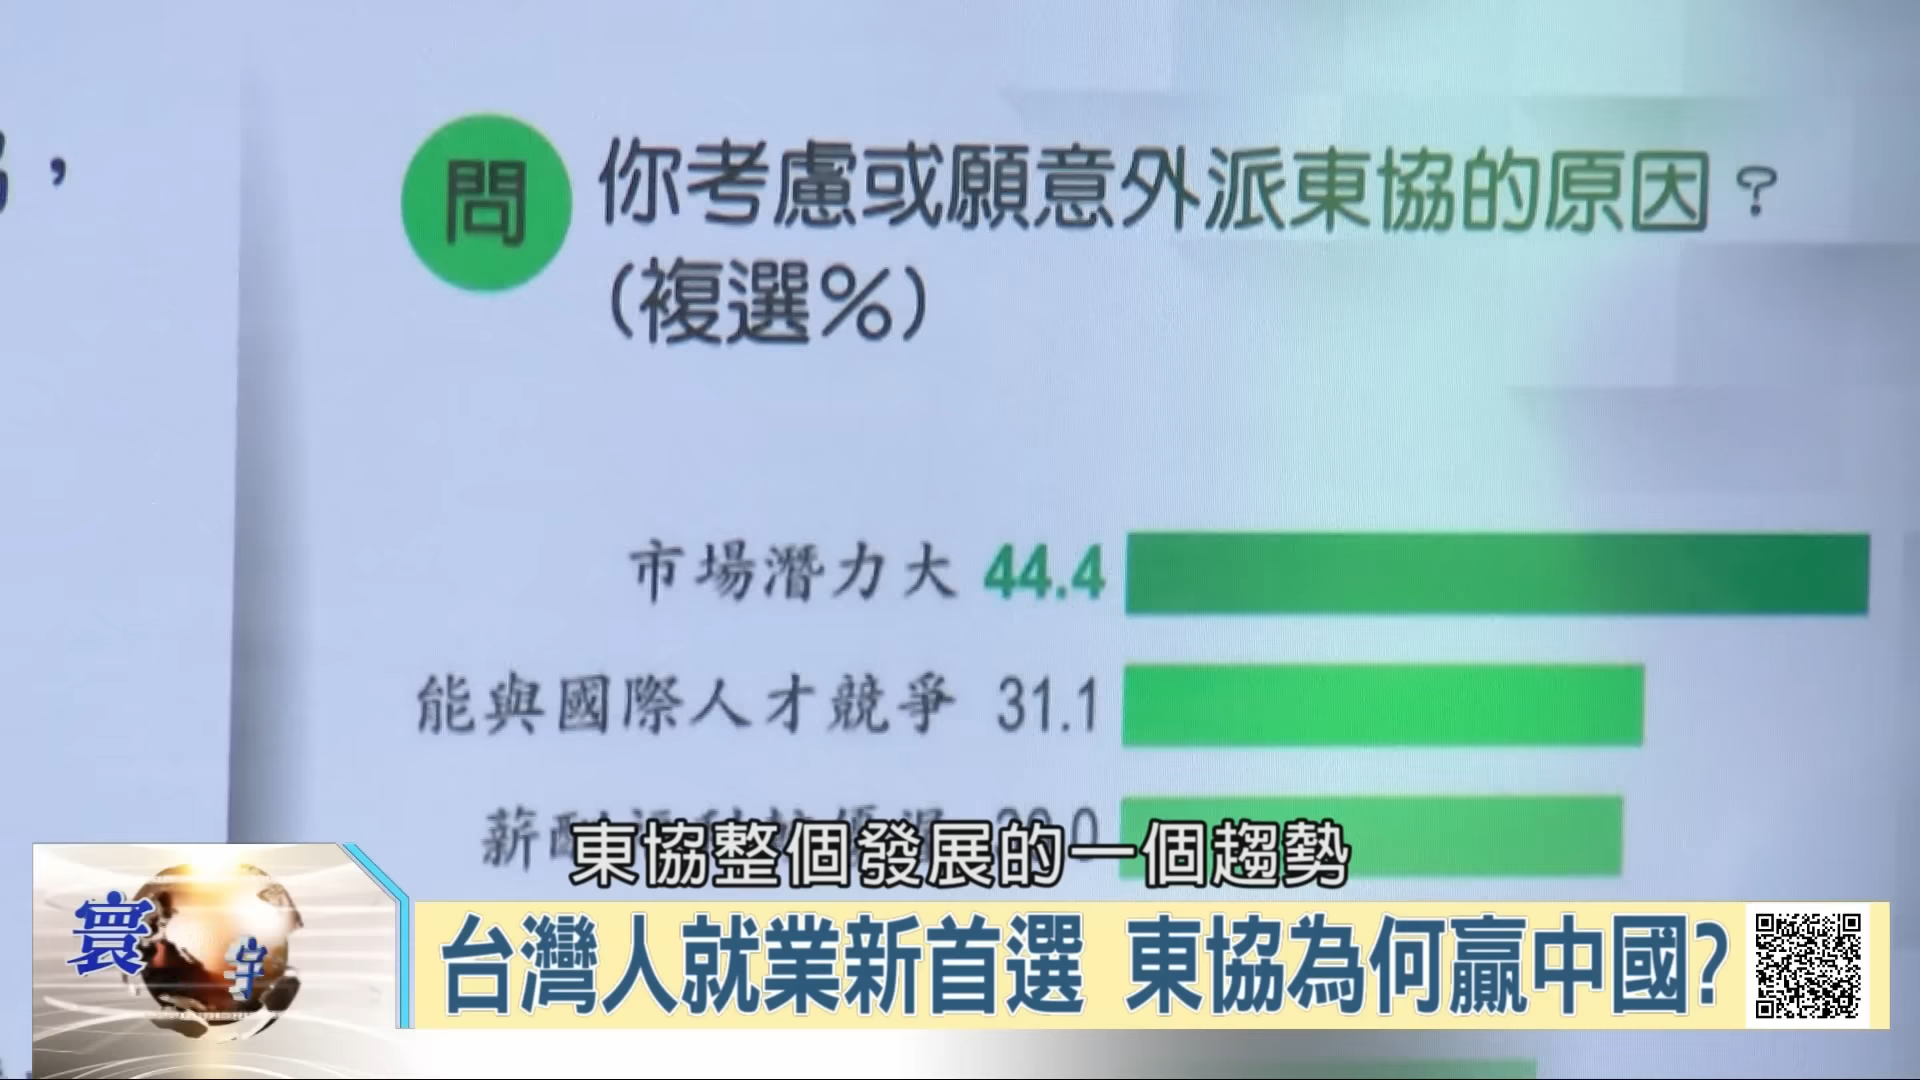 問
你考慮或願意外派東協的原因？
(複選%)
市場潛力大 44.4
能與國際人才競爭 31.1
薪
東協整個發展的一個趨勢
寰宇
台灣人就業新首選 東協為何贏中國?